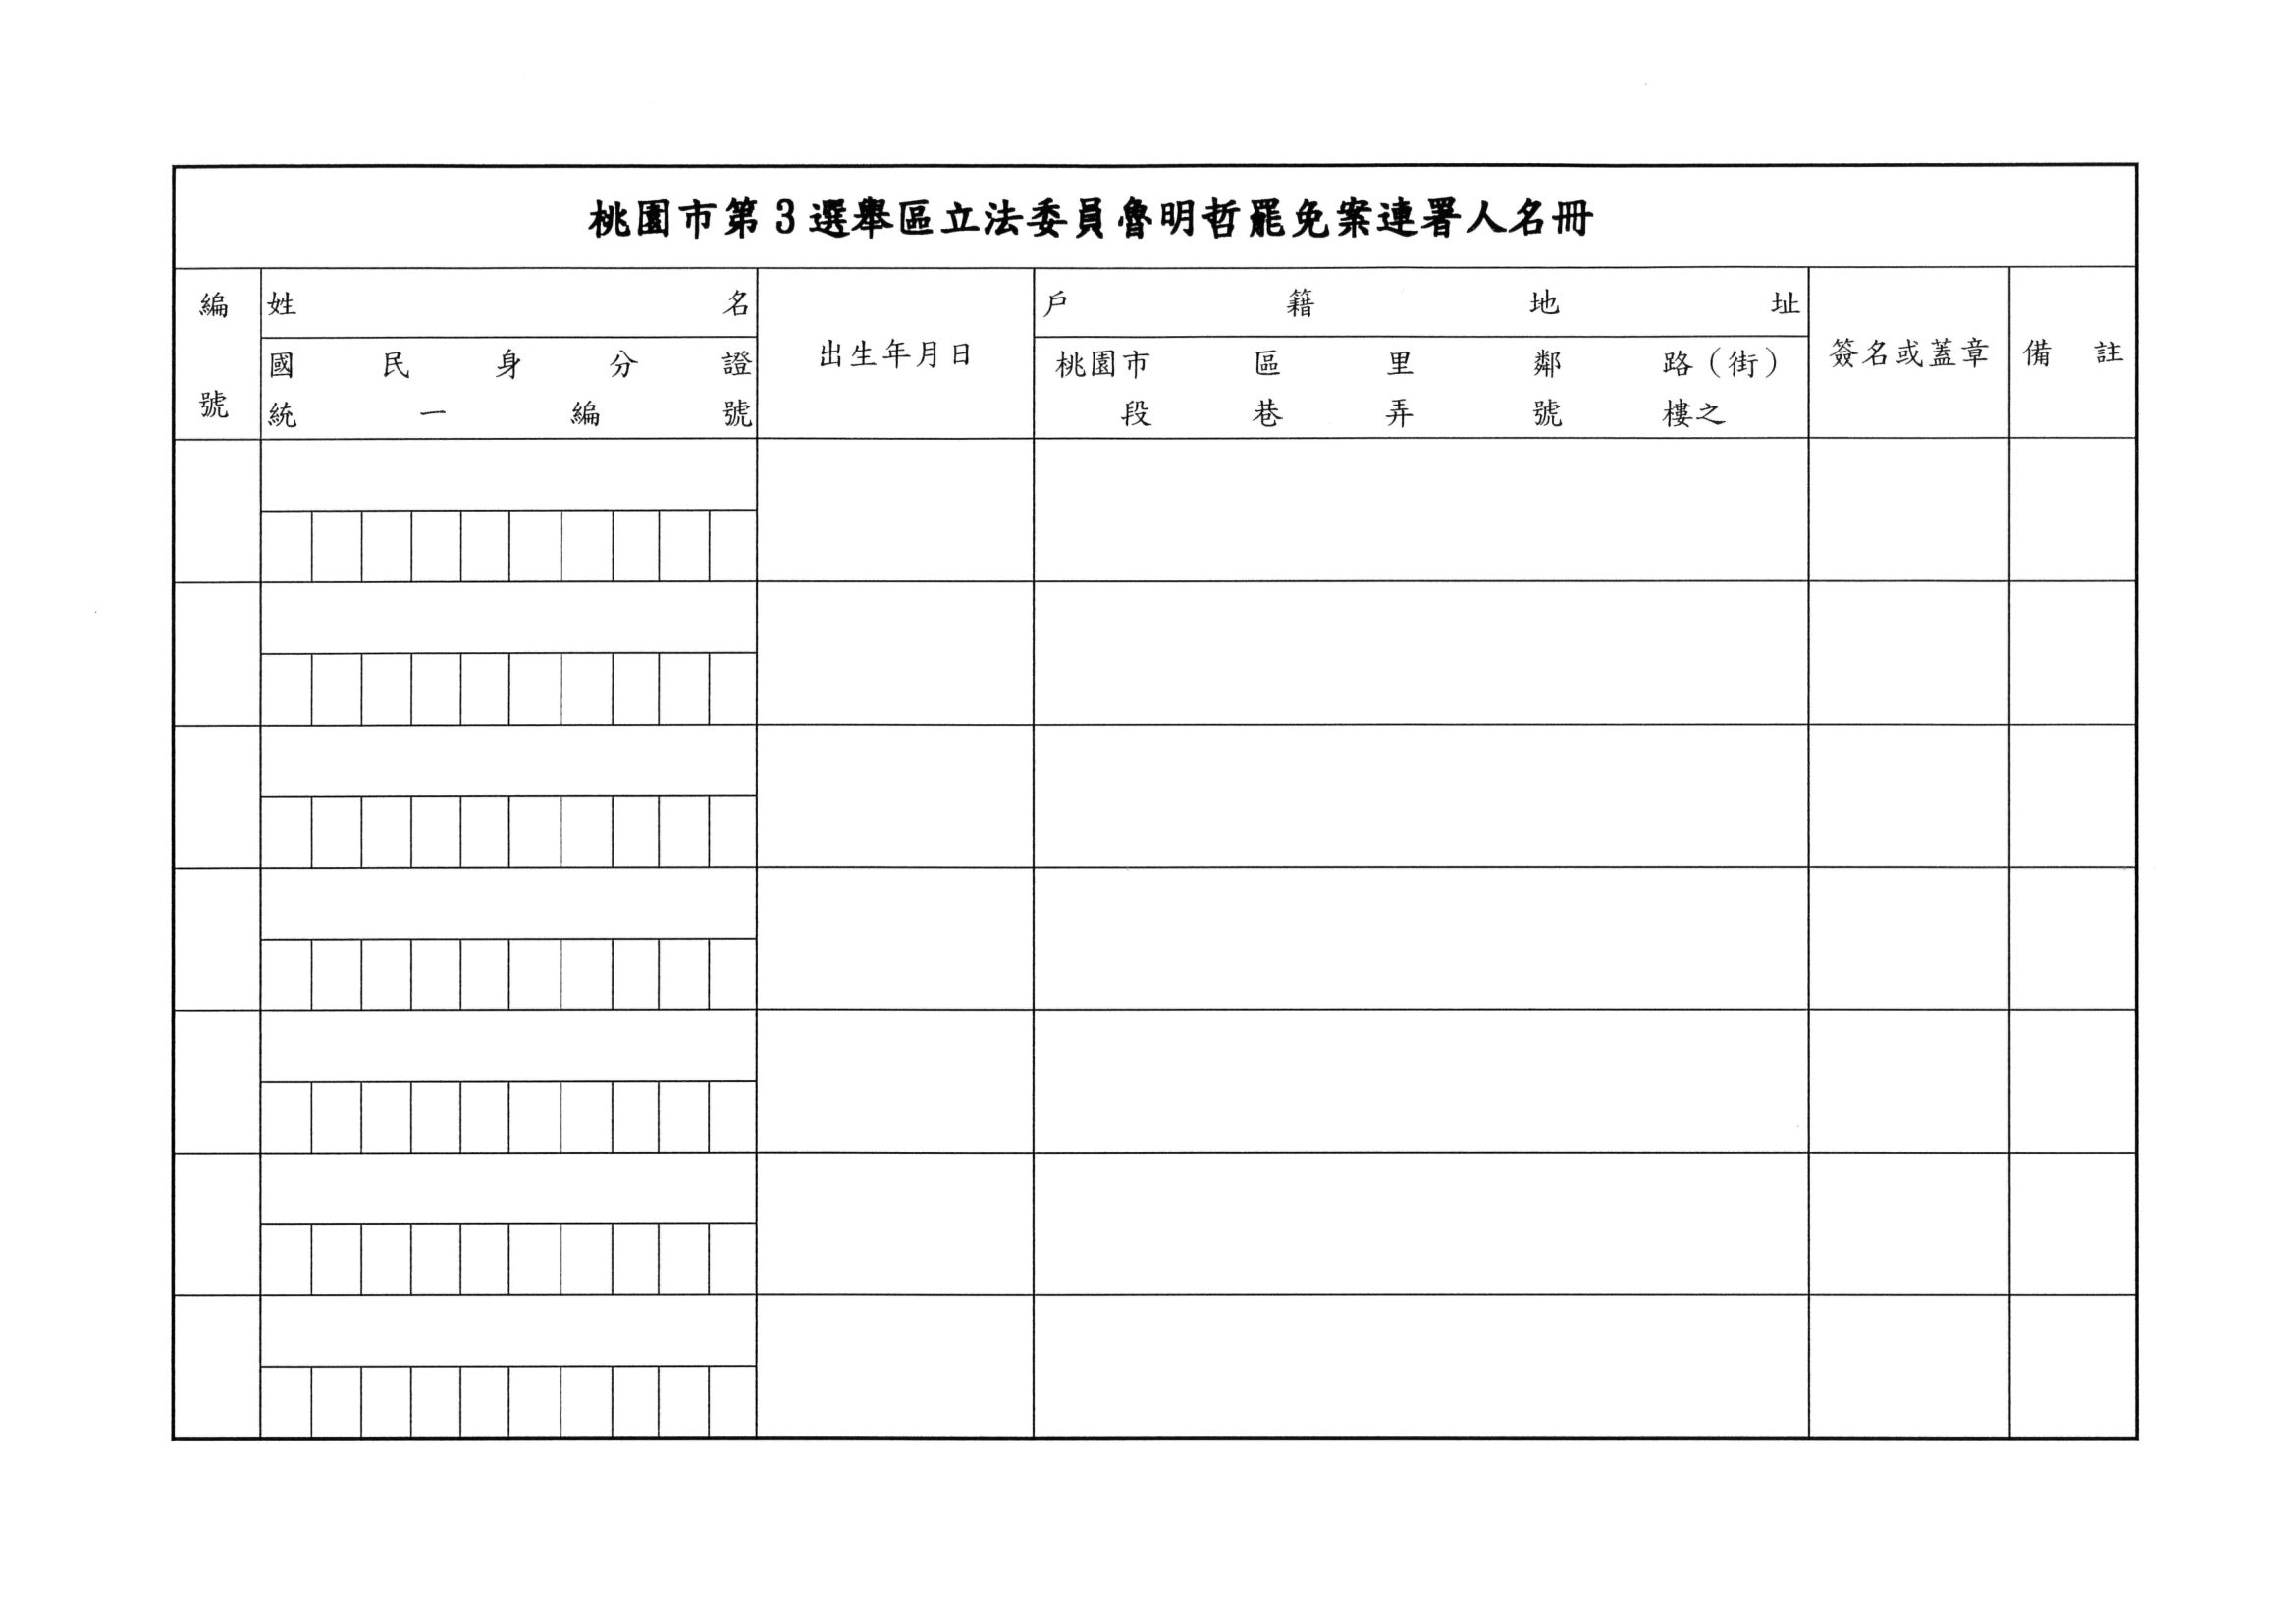 桃園市第3選舉區立法委員魯明哲罷免案連署人名冊
編號
姓名
國民身分證
統一編號
出生年月日
戶籍地址
桃園市 區 里 鄰 路（街）
段 巷 弄 號 樓之
簽名或蓋章
備註